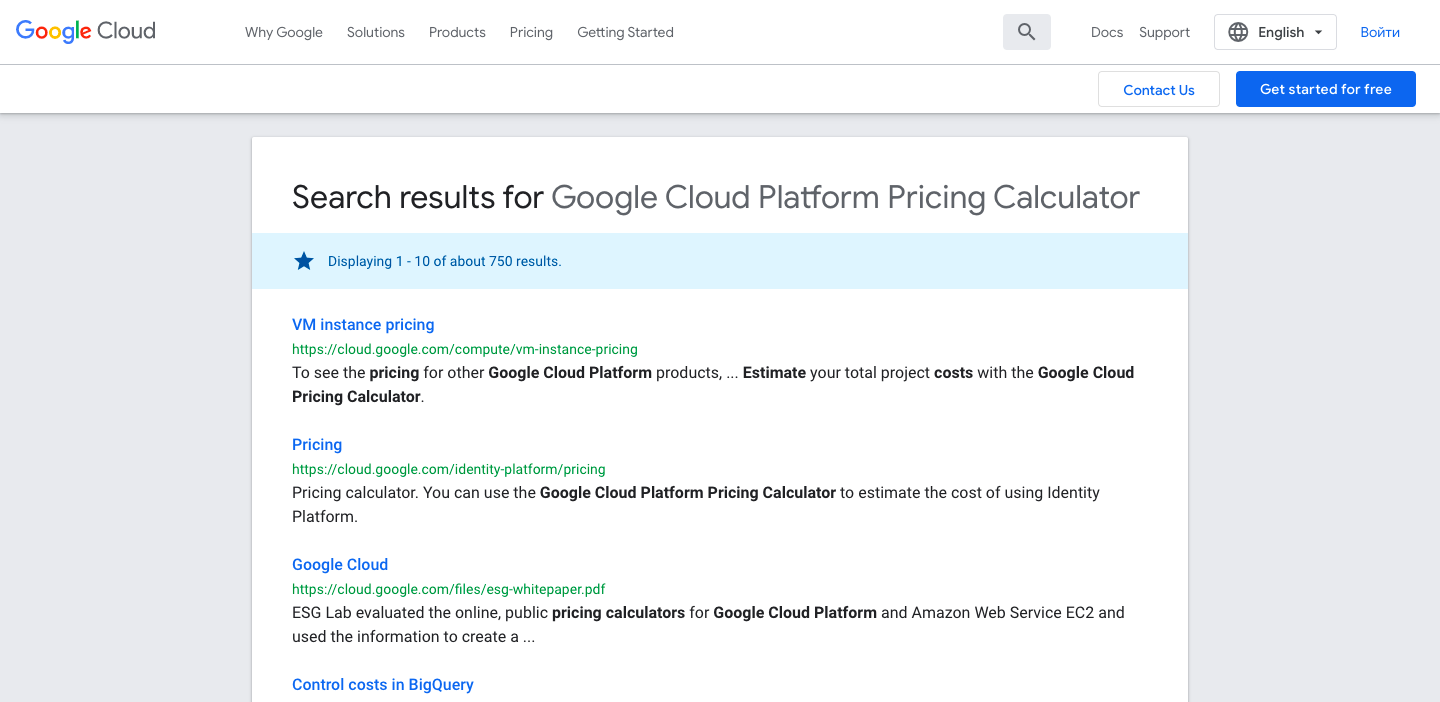 Google Cloud
Why Google
Solutions
Products
Pricing
Getting Started
Docs
Support
English
Войти
Contact Us
Get started for free
Search results for Google Cloud Platform Pricing Calculator
Displaying 1 - 10 of about 750 results.
VM instance pricing
https://cloud.google.com/compute/vm-instance-pricing
To see the pricing for other Google Cloud Platform products, ... Estimate your total project costs with the Google Cloud
Pricing Calculator.
Pricing
https://cloud.google.com/identity-platform/pricing
Pricing calculator. You can use the Google Cloud Platform Pricing Calculator to estimate the cost of using Identity
Platform.
Google Cloud
https://cloud.google.com/files/esg-whitepaper.pdf
ESG Lab evaluated the online, public pricing calculators for Google Cloud Platform and Amazon Web Service EC2 and
used the information to create a ...
Control costs in BigQuery